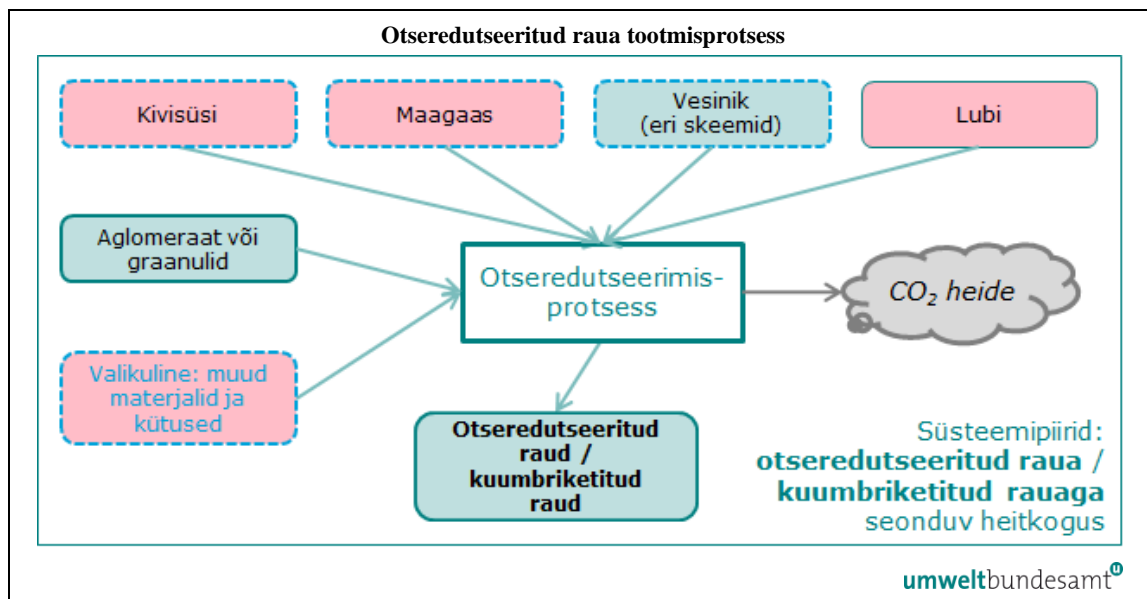 Otseredutseeritud raua tootmisprotsess
Kivisüsi
Maagaas
Vesinik
(eri skeemid)
Lubi
Aglomeraat või
graanulid
Otseredutseerimis-
protsess
CO₂ heide
Valikuline: muud
materjalid ja
kütused
Otseredutseeritud
raud /
kuumbriketitud
raud
Süsteemipiirid:
otseredutseeritud raua /
kuumbriketitud rauaga
seonduv heitkogus
umweltbundesamt u